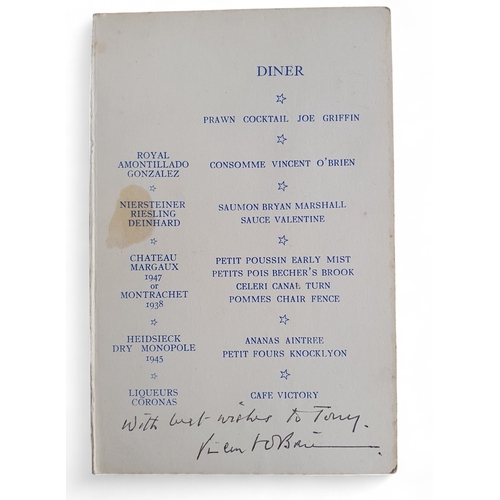 DINER
PRAWN COCKTAIL JOE GRIFFIN
ROYAL
AMONTILLADO
GONZALEZ
CONSOMME VINCENT O'BRIEN
NIERSTEINER
RIESLING
DEINHARD
SAUMON BRYAN MARSHALL
SAUCE VALENTINE
CHATEAU
MARGAUX
1947
or
MONTRACHET
1938
PETIT POUSSIN EARLY MIST
PETITS POIS BECHER'S BROOK
CELERI CANAL TURN
POMMES CHAIR FENCE
HEIDSIECK
DRY MONOPOLE
1945
ANANAS AINTREE
PETIT FOURS KNOCKLYON
LIQUEURS
CORONAS
CAFE VICTORY
With best wishes to Tony.
Vincent O'Brien